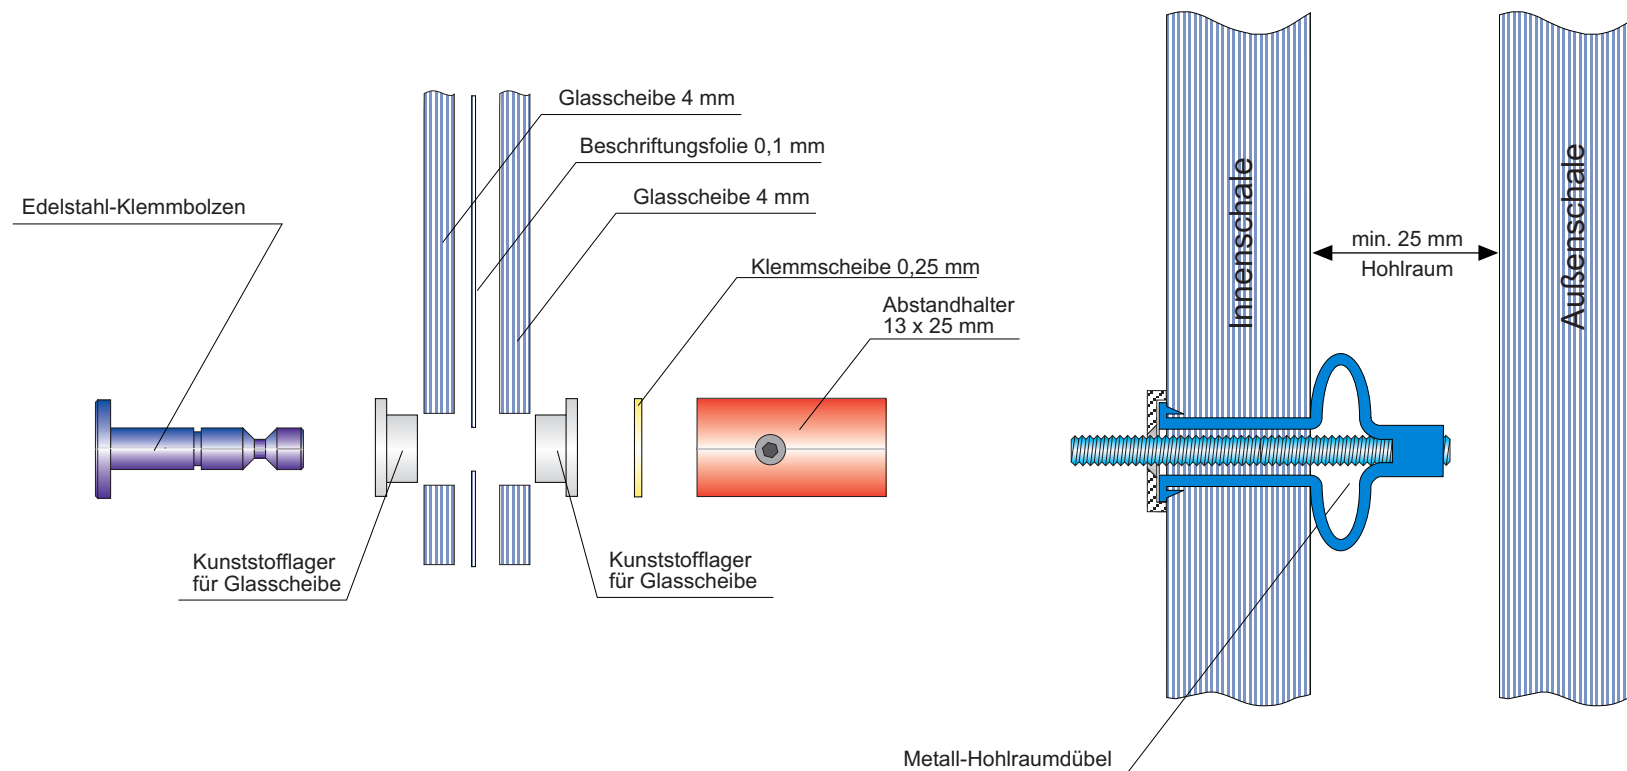 Glasscheibe 4 mm
Beschriftungsfolie 0,1 mm
Glasscheibe 4 mm
Edelstahl-Klemmbolzen
Klemmscheibe 0,25 mm
Abstandhalter
13 x 25 mm
Innenschale
min. 25 mm
Hohlraum
Außenschale
Kunststofflager
für Glasscheibe
Kunststofflager
für Glasscheibe
Metall-Hohlraumdübel